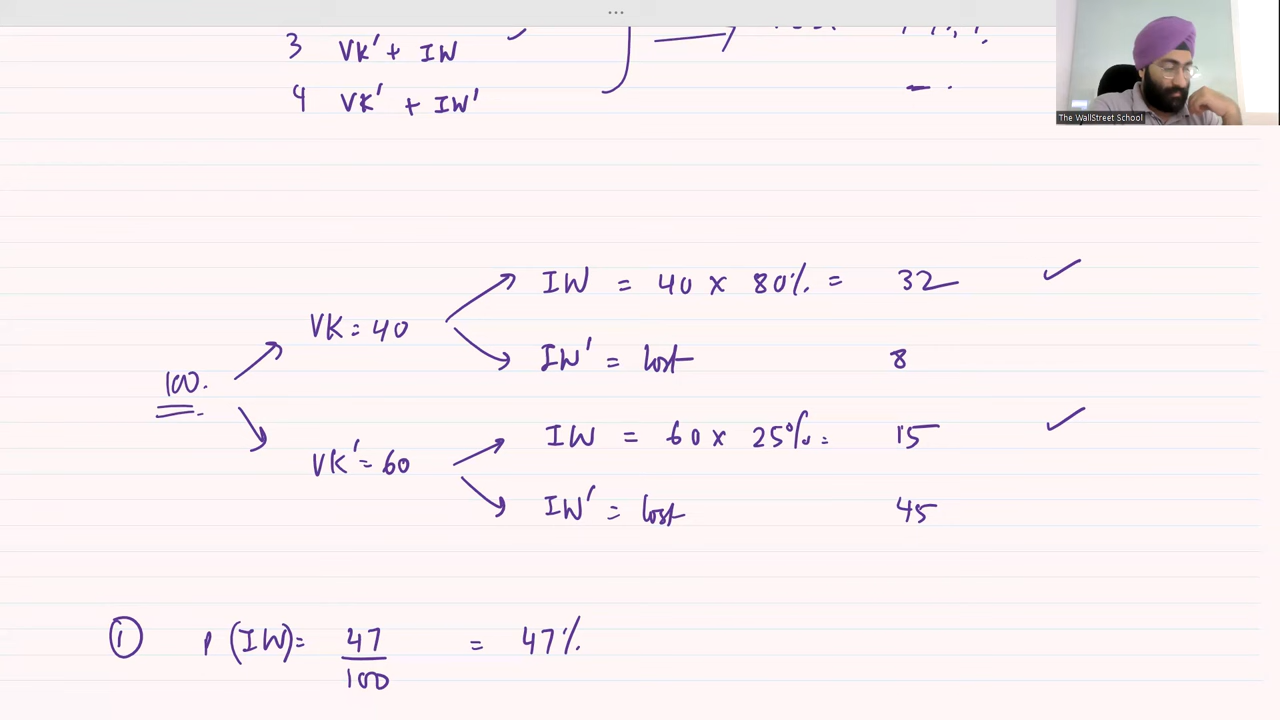 3 VK' + IW
4 VK' + IW'
The WallStreet School
IW = 40 x 80% = 32
VK = 40
IW' = lost 8
100.
IW = 60 x 25% = 15
VK' = 60
IW' = lost 45
① P(IW) = 47/100 = 47%